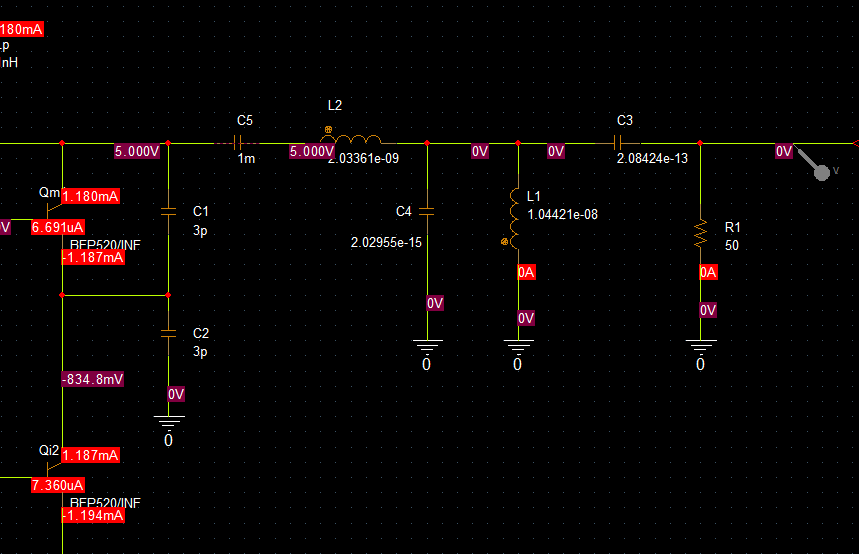 180mA
.p
nH
C5
L2
C3
5.000V
1m
5.000V
2.03361e-09
0V
0V
2.08424e-13
0V
V
Qm
1.180mA
C1
3p
C4
2.02955e-15
L1
1.04421e-08
R1
50
V
6.691uA
BFP520/INF
-1.187mA
0A
0A
0V
0V
0V
C2
3p
0
0
0
-834.8mV
0V
0
Qi2
1.187mA
7.360uA
BFP520/INF
-1.194mA